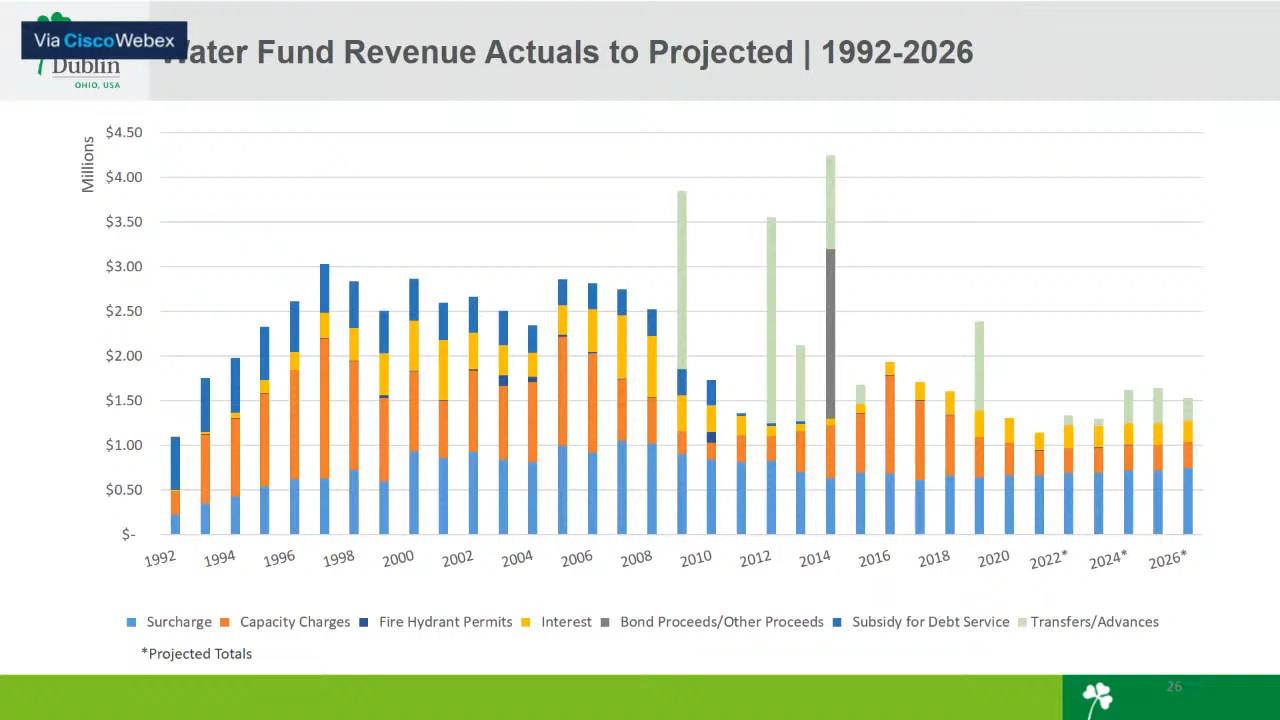 Via Cisco Webex
Dublin
OHIO, USA
Water Fund Revenue Actuals to Projected | 1992-2026
Millions
$4.50
$4.00
$3.50
$3.00
$2.50
$2.00
$1.50
$1.00
$0.50
$-
1992 1994 1996 1998 2000 2002 2004 2006 2008 2010 2012 2014 2016 2018 2020 2022* 2024* 2026*
Surcharge Capacity Charges Fire Hydrant Permits Interest Bond Proceeds/Other Proceeds Subsidy for Debt Service Transfers/Advances
*Projected Totals
26